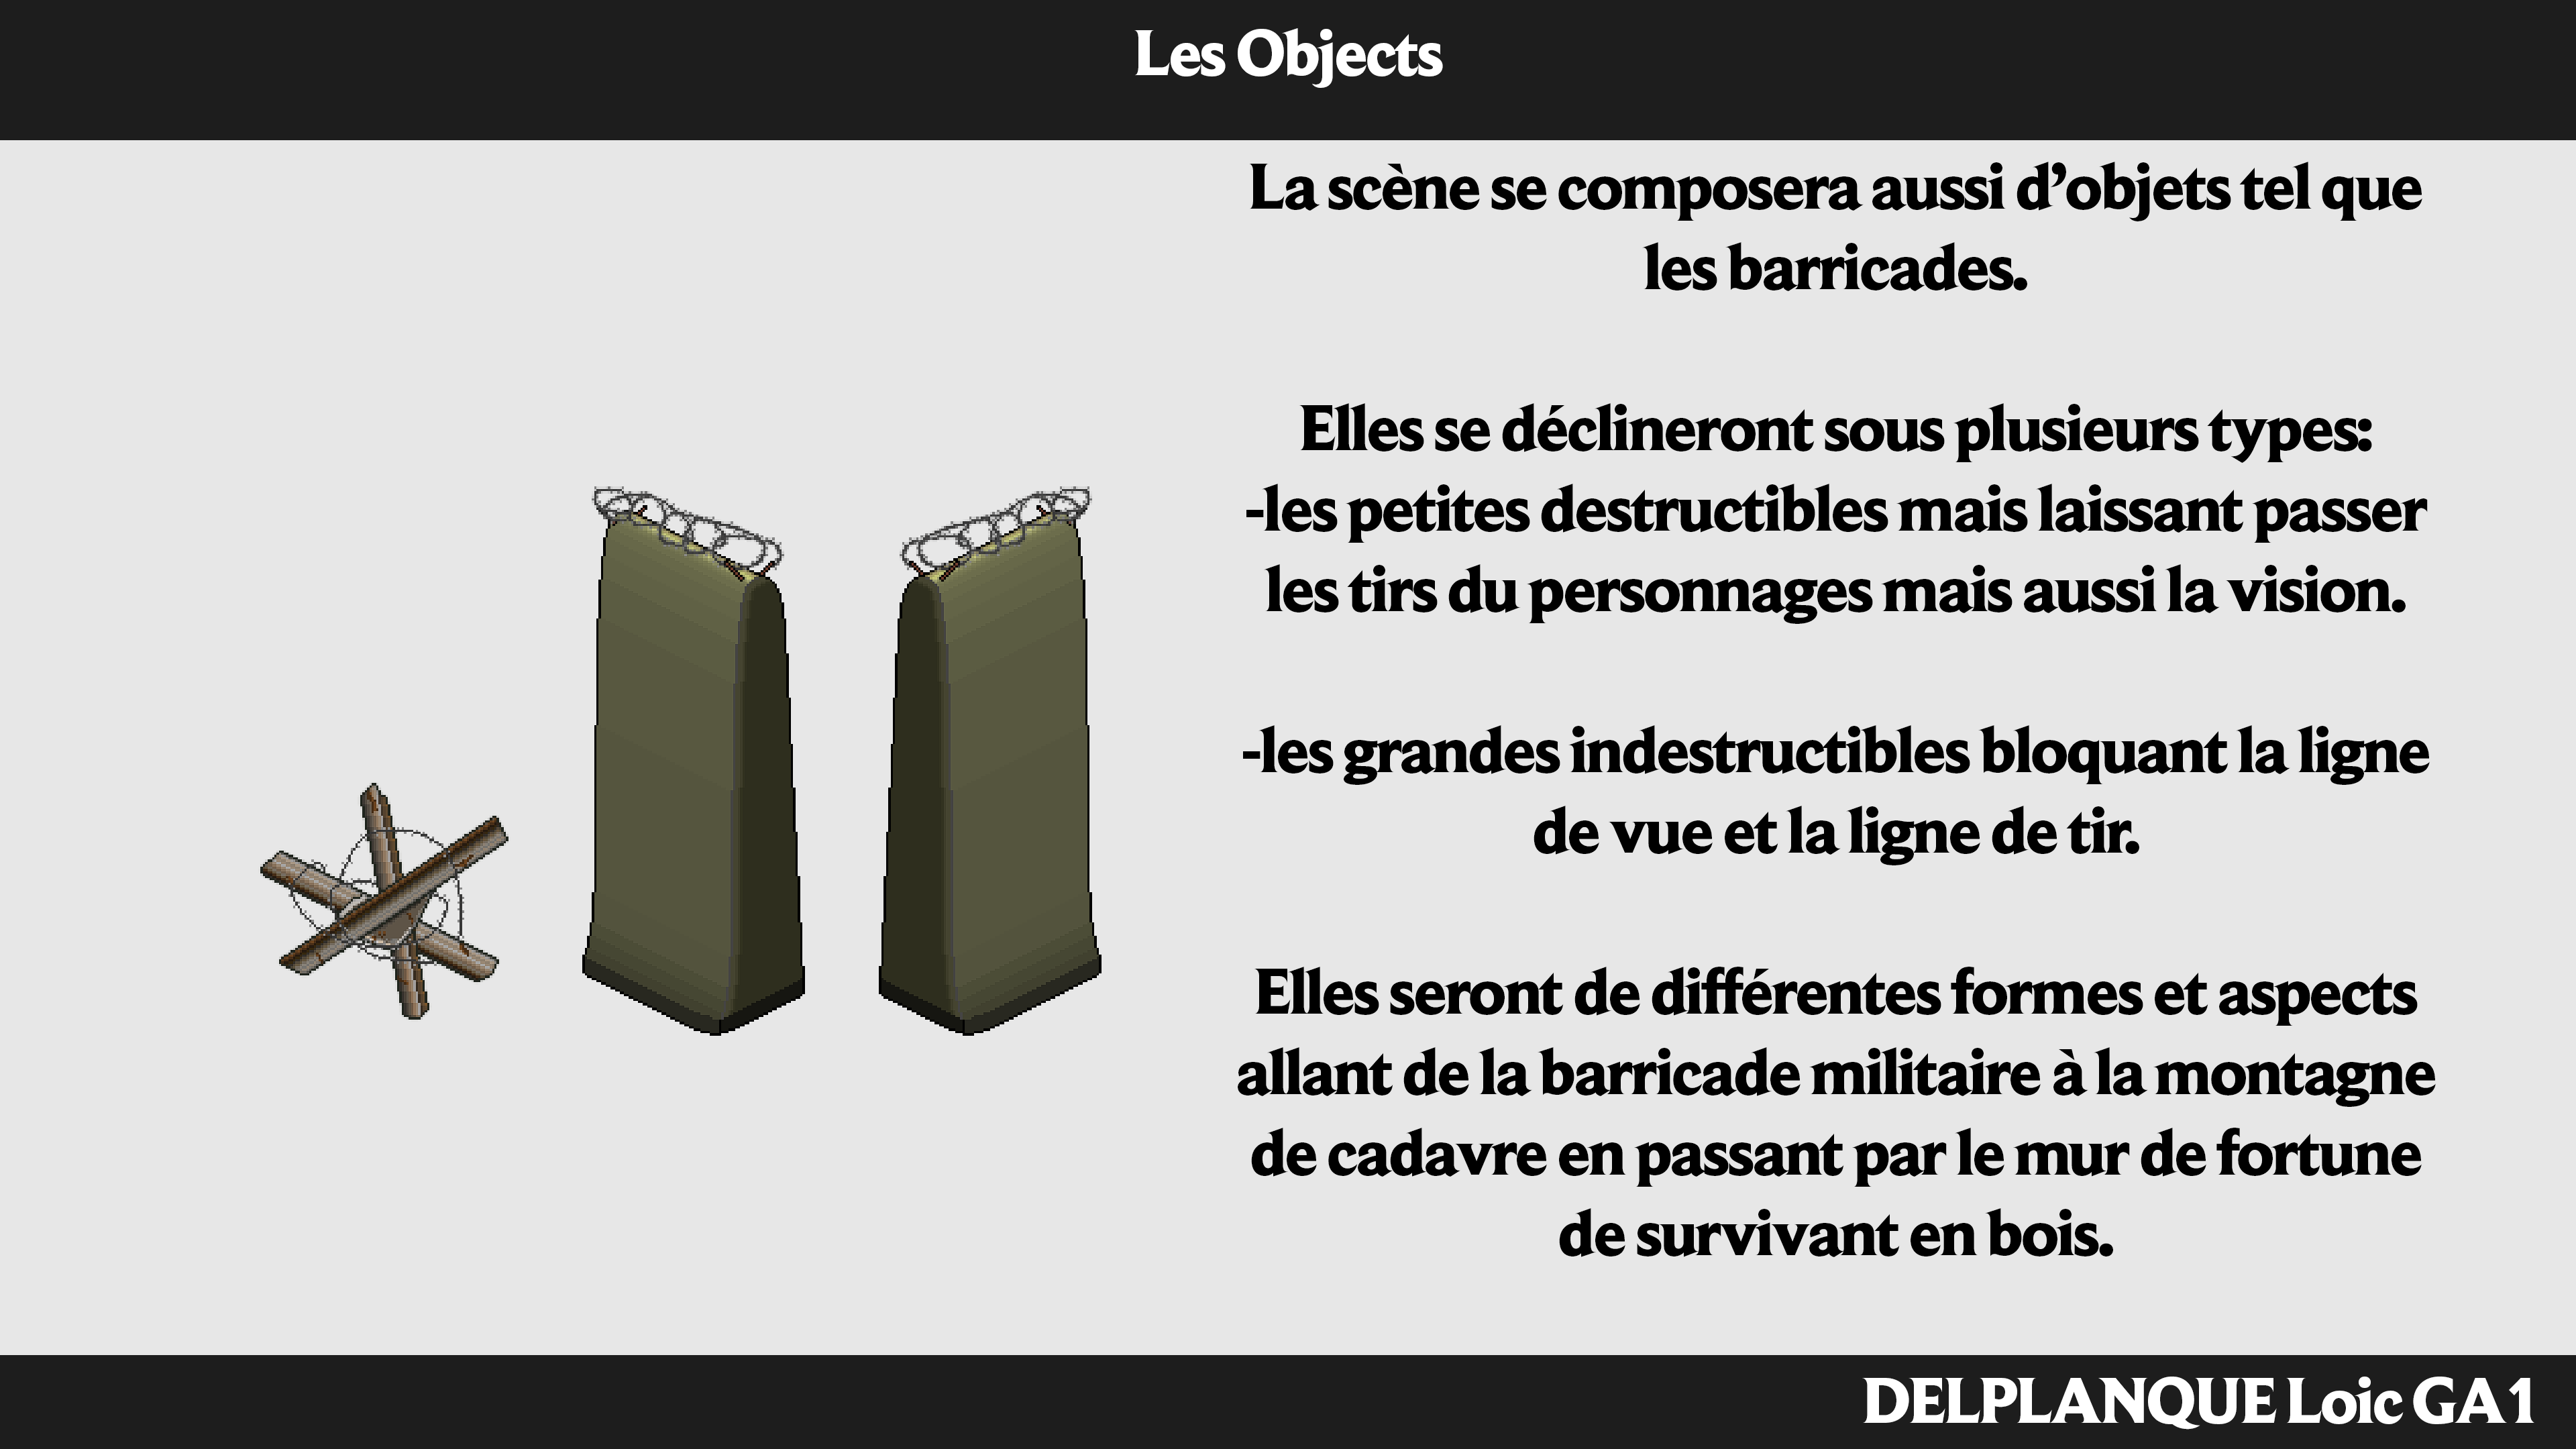 Les Objects
La scène se composera aussi d’objets tel que
les barricades.
Elles se déclineront sous plusieurs types:
-les petites destructibles mais laissant passer
les tirs du personnages mais aussi la vision.
-les grandes indestructibles bloquant la ligne
de vue et la ligne de tir.
Elles seront de différentes formes et aspects
allant de la barricade militaire à la montagne
de cadavre en passant par le mur de fortune
de survivant en bois.
DELPLANQUE Loic GA1